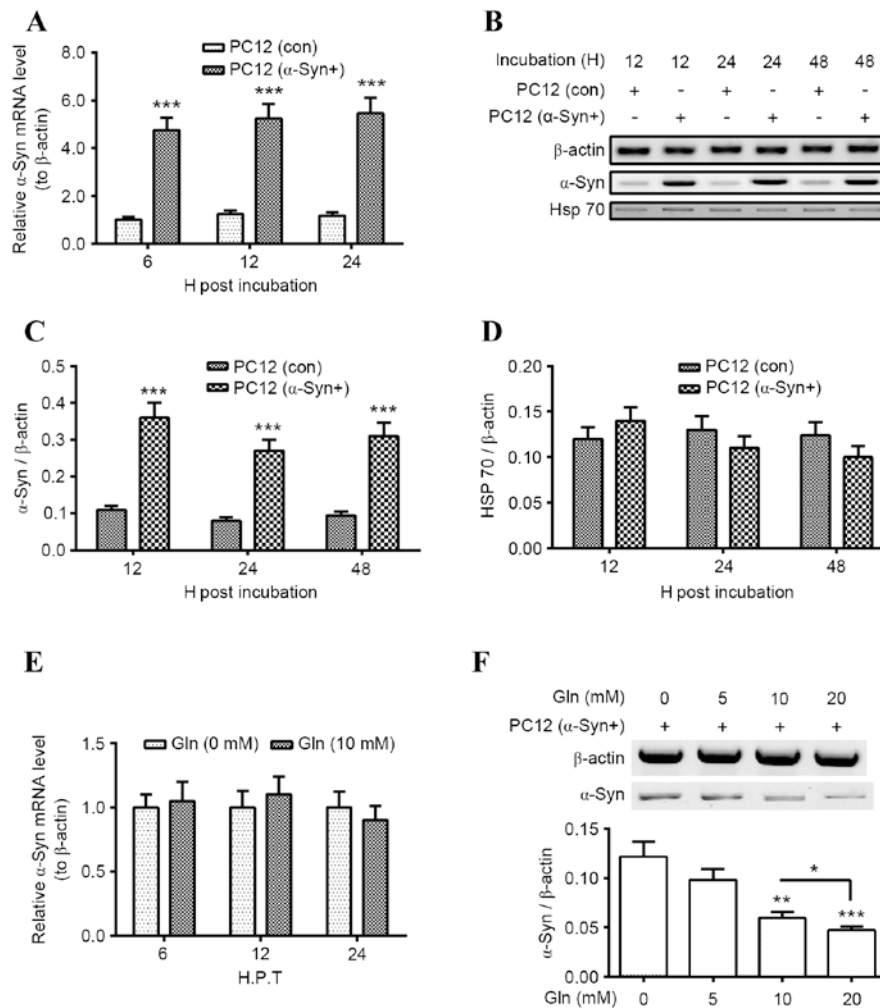 A
PC12 (con)
PC12 (α-Syn+)
Relative α-Syn mRNA level
(to β-actin)
8.0
6.0
4.0
2.0
1.0
0.0
***
***
***
6 12 24
H post incubation
B
Incubation (H) 12 12 24 24 48 48
PC12 (con) + - + - + -
PC12 (α-Syn+) - + - + - +
β-actin
α-Syn
Hsp 70
C
PC12 (con)
PC12 (α-Syn+)
α-Syn / β-actin
0.5
0.4
0.3
0.2
0.1
0.0
***
***
***
12 24 48
H post incubation
D
PC12 (con)
PC12 (α-Syn+)
HSP 70 / β-actin
0.20
0.15
0.10
0.05
0.00
12 24 48
H post incubation
E
Gln (0 mM) Gln (10 mM)
Relative α-Syn mRNA level
(to β-actin)
1.5
1.0
0.5
0.0
6 12 24
H.P.T
F
Gln (mM) 0 5 10 20
PC12 (α-Syn+) + + + +
β-actin
α-Syn
α-Syn / β-actin
0.15
0.10
0.05
0.00
*
**
***
Gln (mM) 0 5 10 20